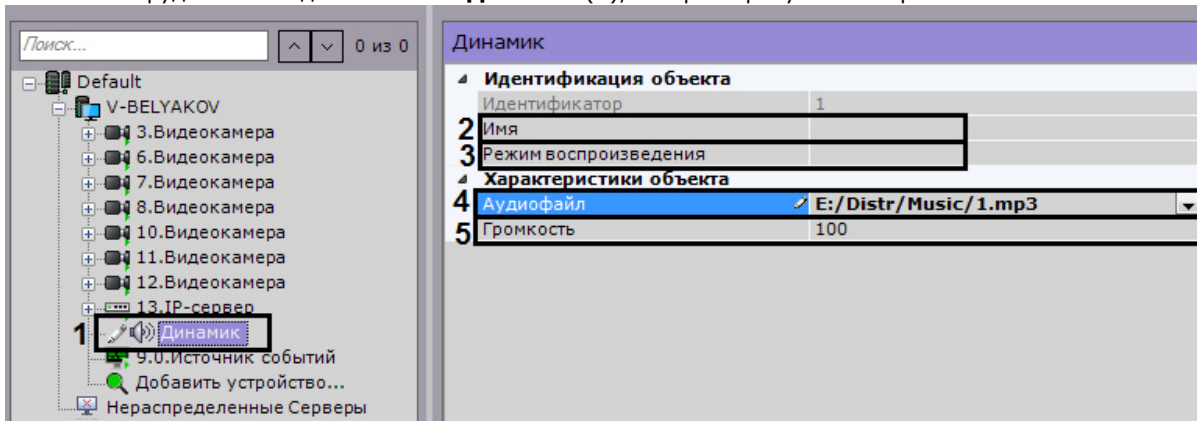 Поиск...
0 из 0
Default
V-BELYAKOV
3.Видеокамера
6.Видеокамера
7.Видеокамера
8.Видеокамера
10.Видеокамера
11.Видеокамера
12.Видеокамера
13.IP-сервер
1 Динамик
9.0.Источник событий
Добавить устройство...
Нераспределенные Серверы
Динамик
Идентификация объекта
Идентификатор 1
2 Имя
3 Режим воспроизведения
Характеристики объекта
4 Аудиофайл E:/Distr/Music/1.mp3
5 Громкость 100